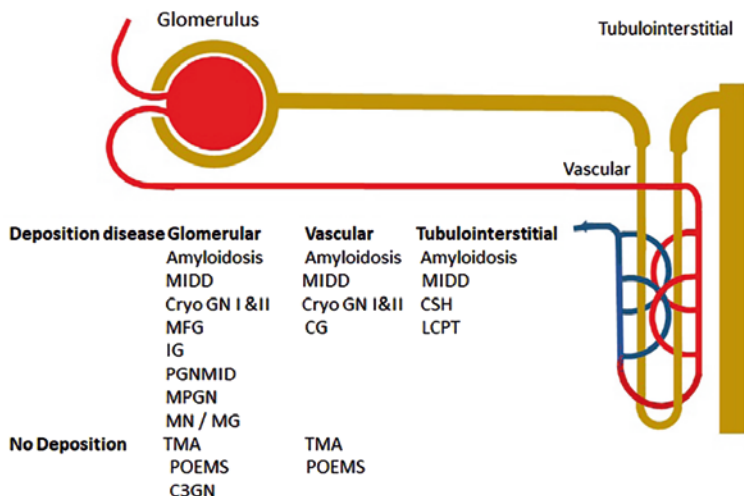 Glomerulus
Tubulointerstitial
Vascular
Deposition disease Glomerular Vascular Tubulointerstitial
Amyloidosis Amyloidosis Amyloidosis
MIDD MIDD MIDD
Cryo GN I &II Cryo GN I&II CSH
MFG CG LCPT
IG
PGNMID
MPGN
MN / MG
No Deposition TMA TMA
POEMS POEMS
C3GN